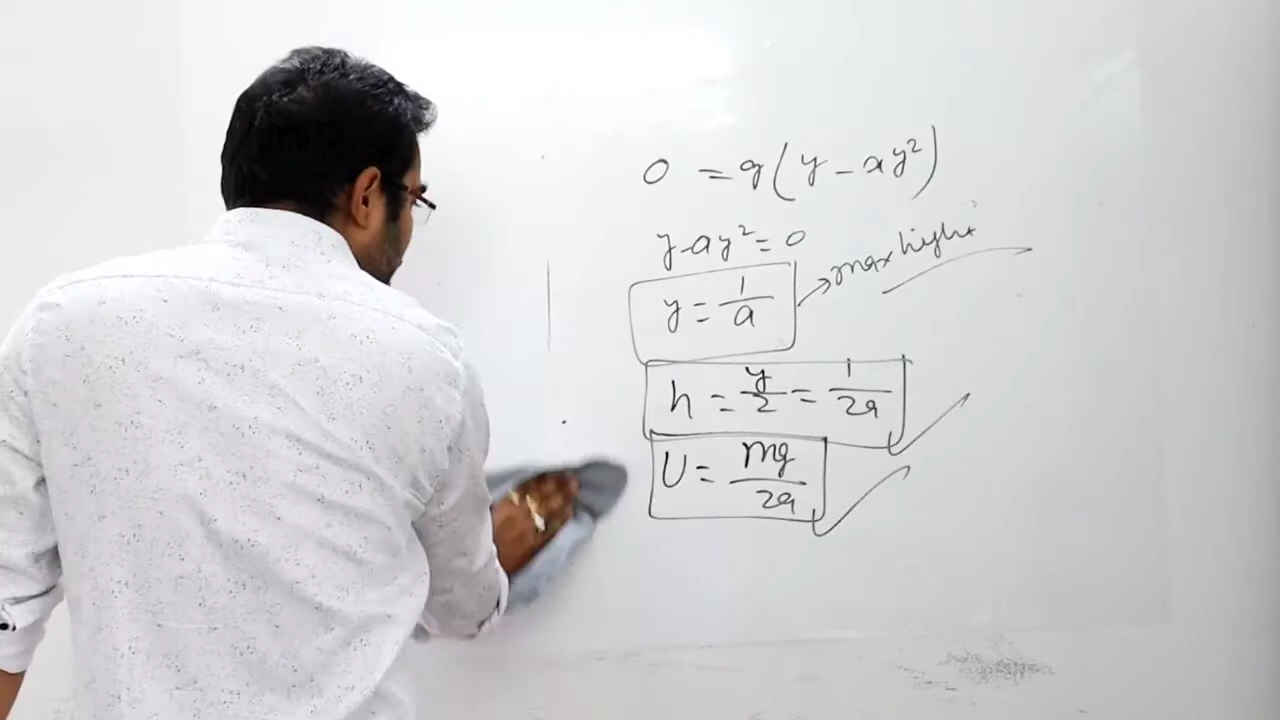 0 = g(y - ay²)
y - ay² = 0
y = 1/a → max hight
h = y/2 = 1/2a
U = mg/2a